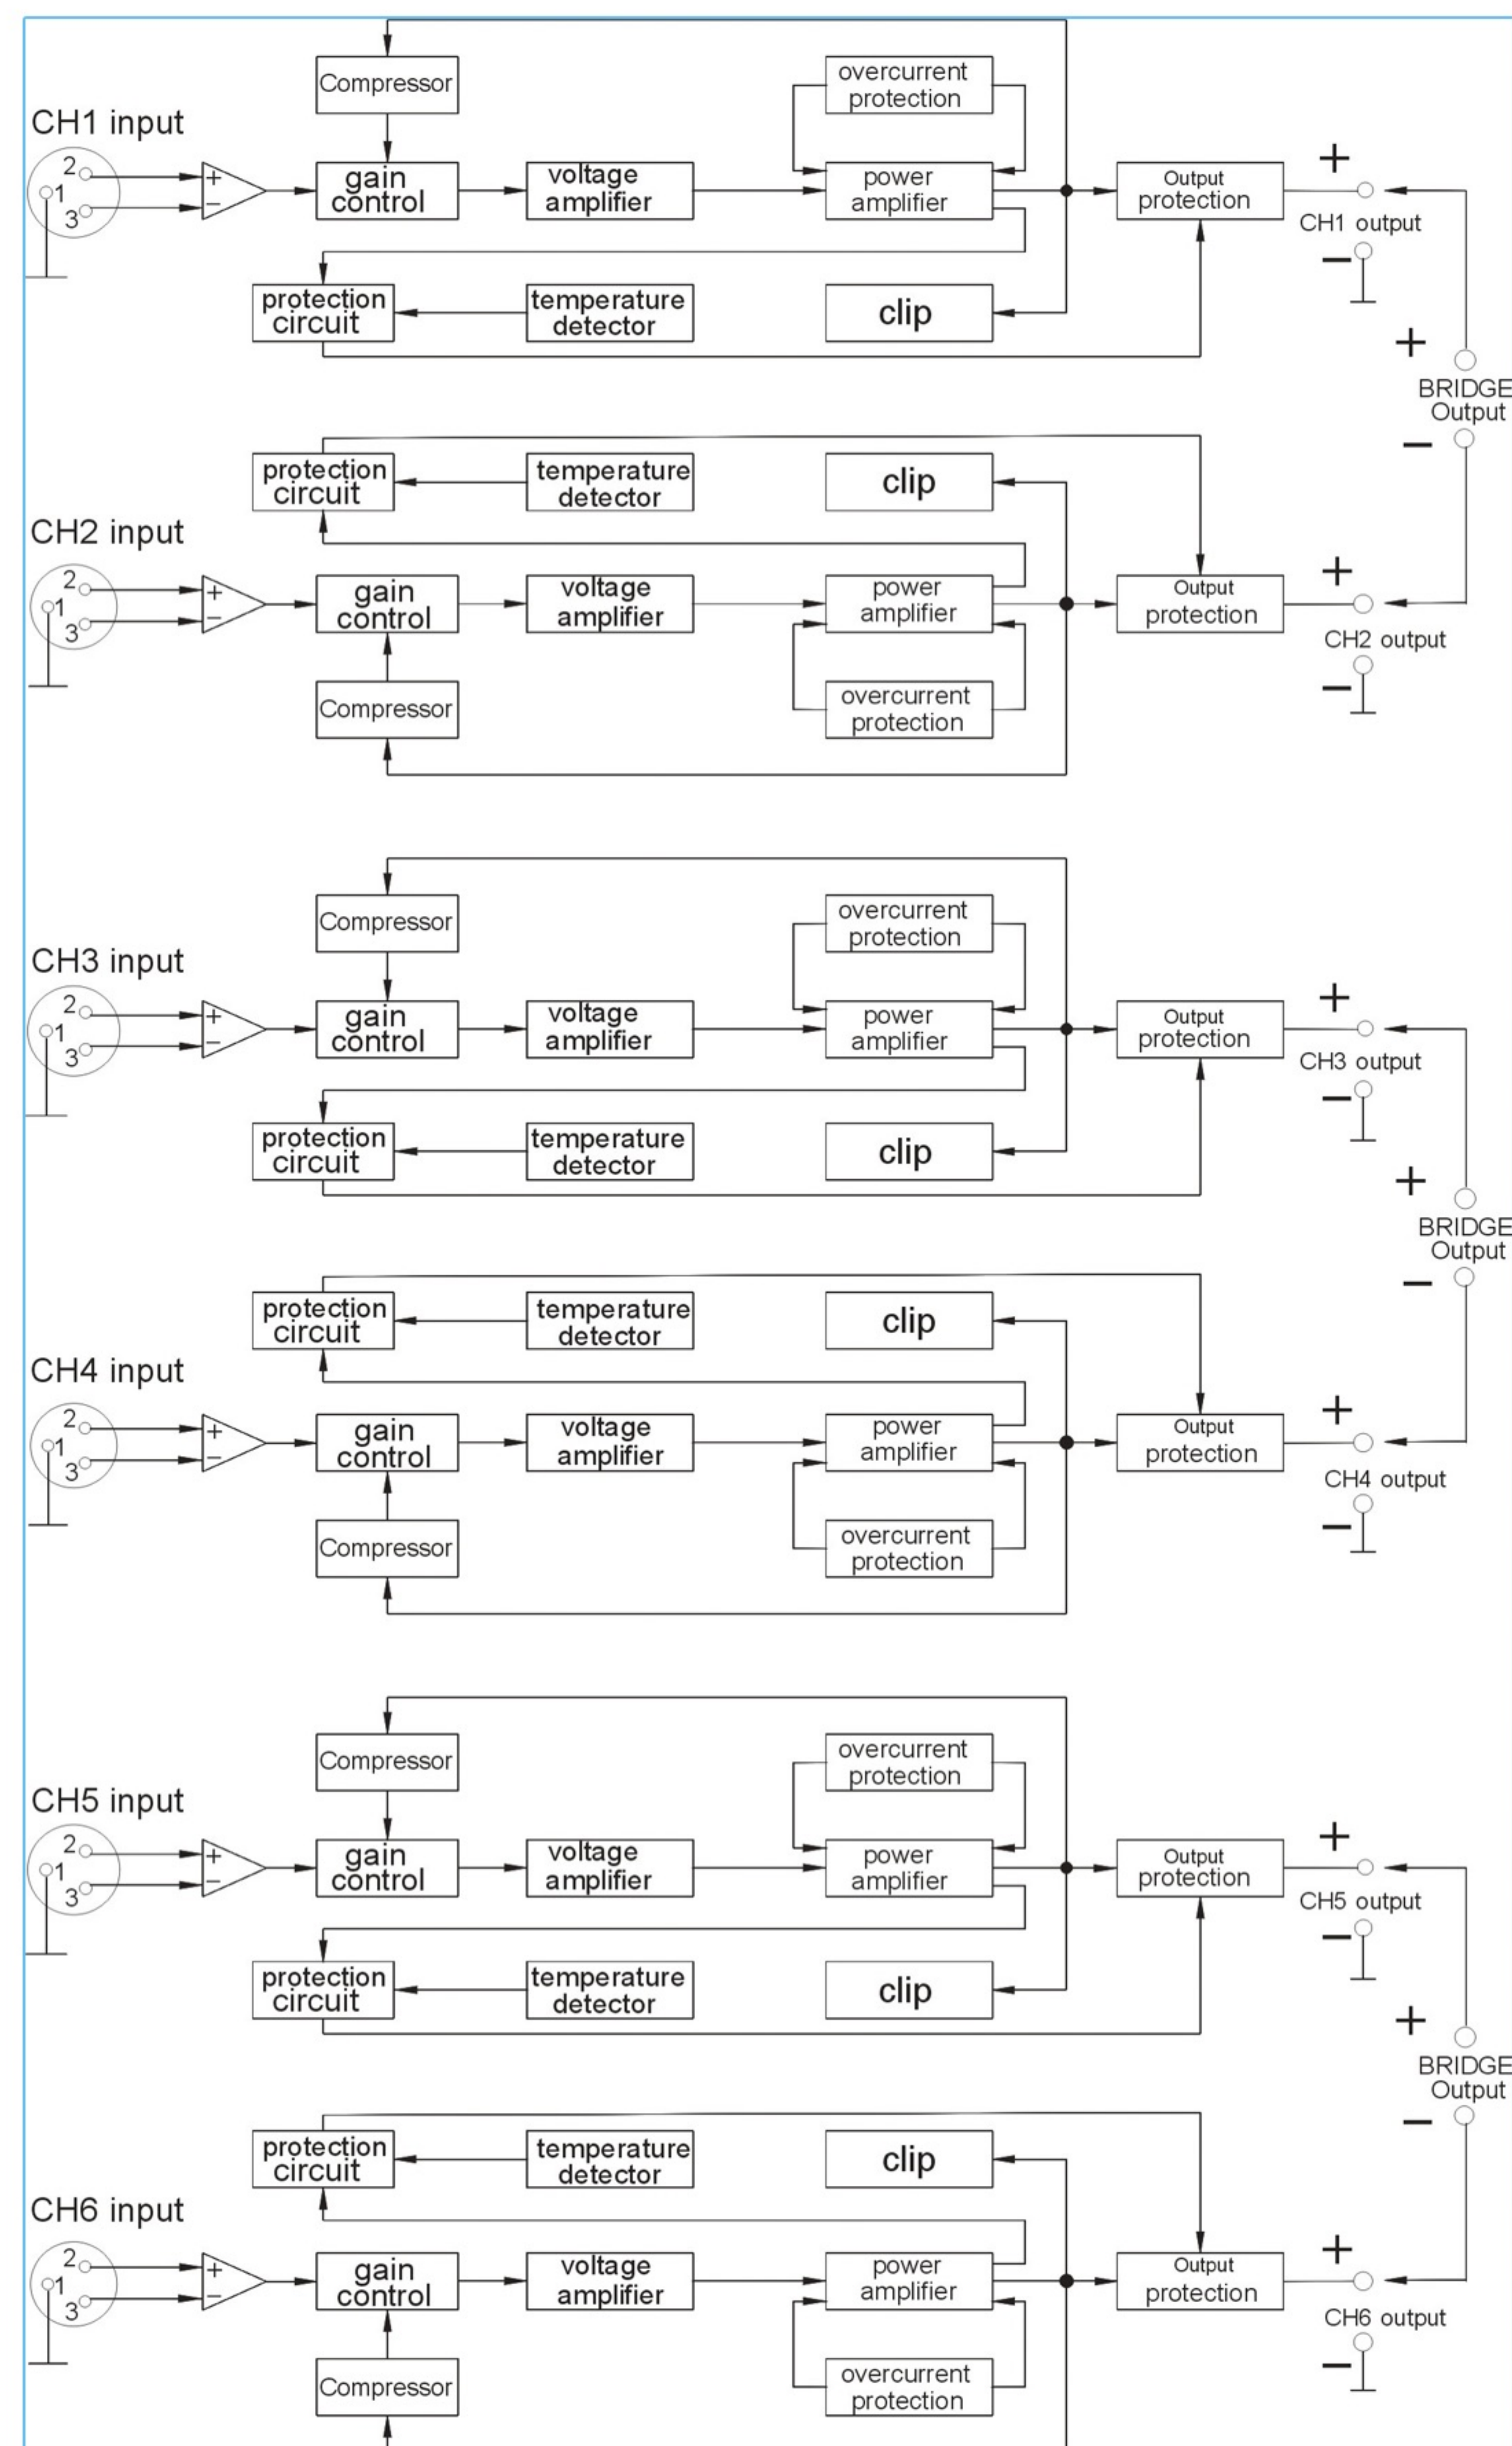 Compressor
overcurrent
protection
CH1 input
2
1
3
+
−
gain
control
voltage
amplifier
power
amplifier
Output
protection
+
CH1 output
−
protection
circuit
temperature
detector
clip
+
BRIDGE
Output
−
protection
circuit
temperature
detector
clip
CH2 input
2
1
3
+
−
gain
control
voltage
amplifier
power
amplifier
Output
protection
+
CH2 output
−
Compressor
overcurrent
protection
Compressor
overcurrent
protection
CH3 input
2
1
3
+
−
gain
control
voltage
amplifier
power
amplifier
Output
protection
+
CH3 output
−
protection
circuit
temperature
detector
clip
+
BRIDGE
Output
−
protection
circuit
temperature
detector
clip
CH4 input
2
1
3
+
−
gain
control
voltage
amplifier
power
amplifier
Output
protection
+
CH4 output
−
Compressor
overcurrent
protection
Compressor
overcurrent
protection
CH5 input
2
1
3
+
−
gain
control
voltage
amplifier
power
amplifier
Output
protection
+
CH5 output
−
protection
circuit
temperature
detector
clip
+
BRIDGE
Output
−
protection
circuit
temperature
detector
clip
CH6 input
2
1
3
+
−
gain
control
voltage
amplifier
power
amplifier
Output
protection
+
CH6 output
−
Compressor
overcurrent
protection